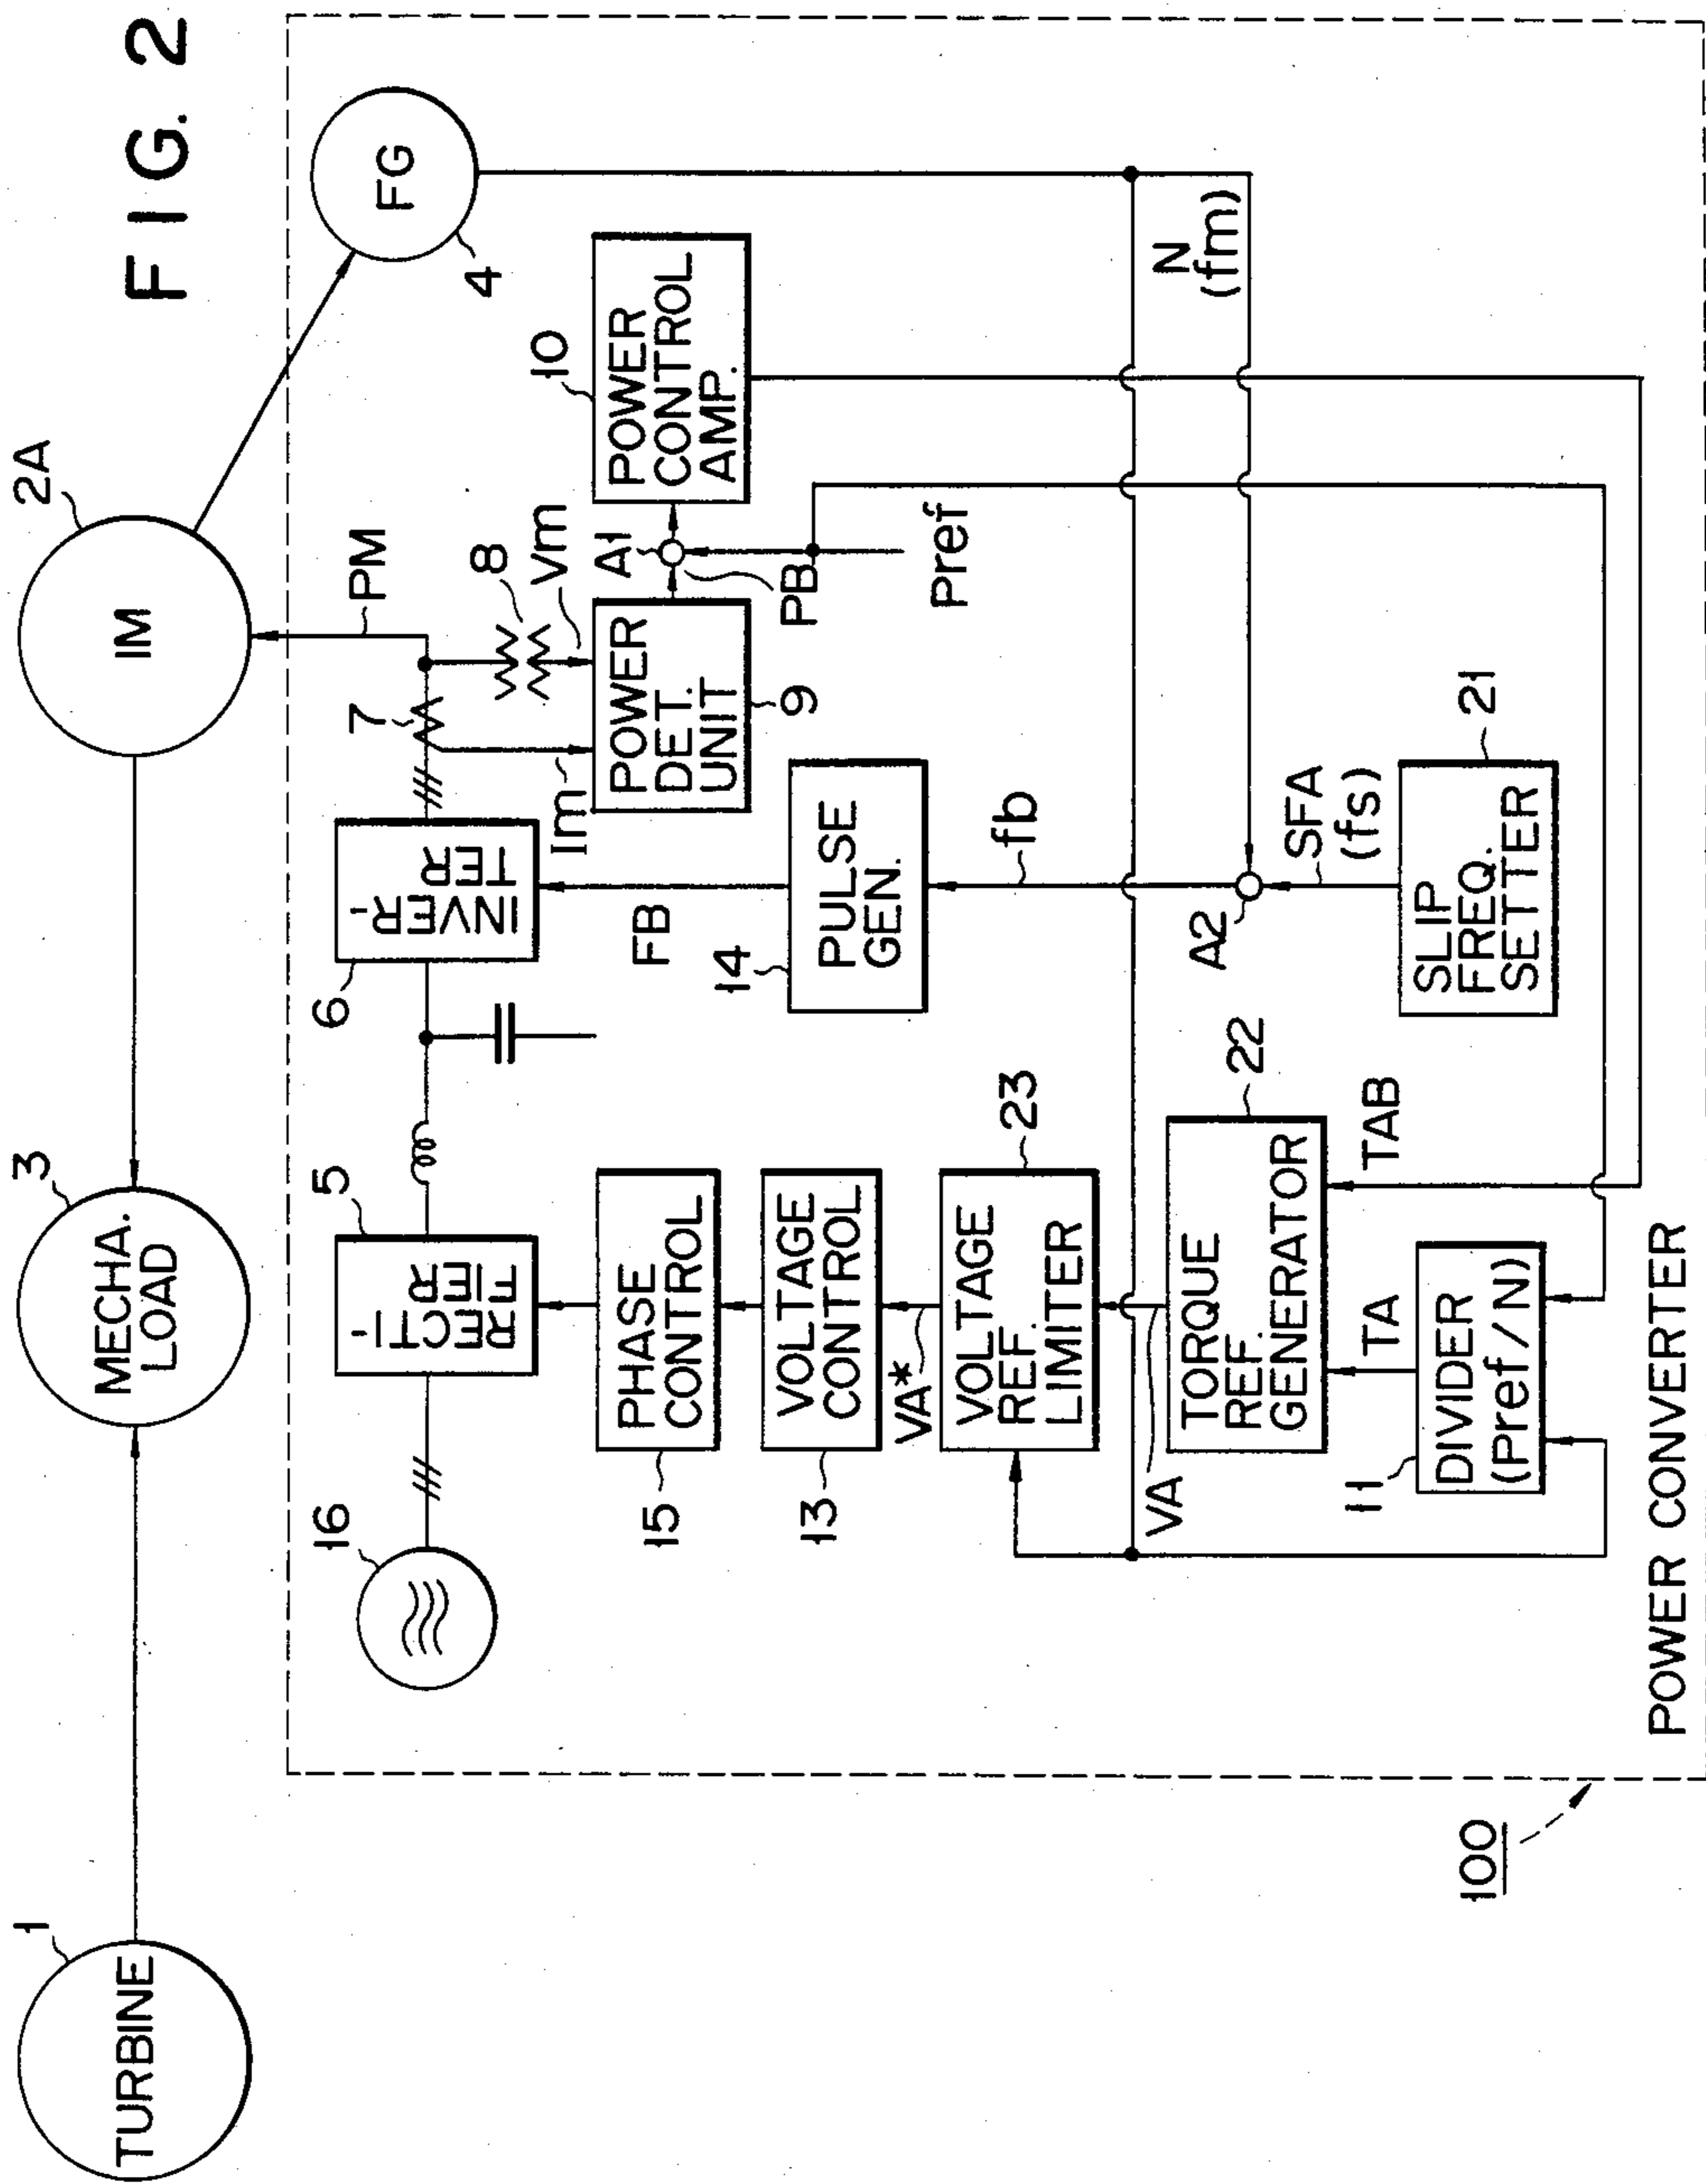 FIG. 2
1
TURBINE
3
MECHA.
LOAD
2A
IM
PM
FG
4
16
5
RECTI-
FIER
6
INVER-
TER
7
8
Im
Vm
POWER
DET.
UNIT
9
A1
PB
Pref
10
POWER
CONTROL
AMP.
PHASE
CONTROL
15
FB
14
PULSE
GEN.
VOLTAGE
CONTROL
13
VA*
fb
VOLTAGE
REF.
LIMITER
23
N
(fm)
VA
A2
SFA
(fs)
TORQUE
REF.
GENERATOR
22
21
SLIP
FREQ.
SETTER
TA
TAB
11
DIVIDER
(Pref/N)
POWER CONVERTER
100